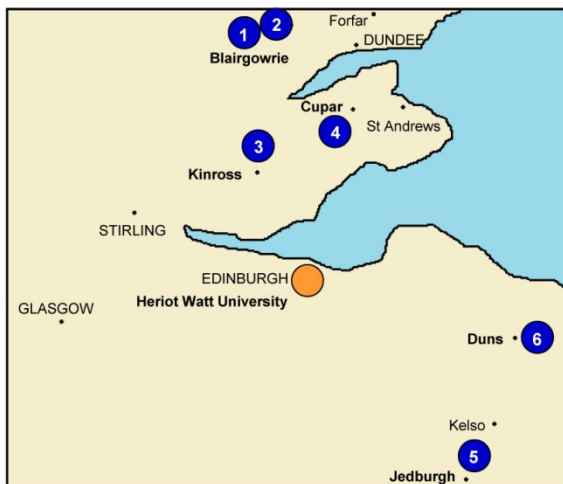 Forfar
1
2
DUNDEE
Blairgowrie
Cupar
St Andrews
4
3
Kinross
STIRLING
EDINBURGH
Heriot Watt University
GLASGOW
Duns
6
Kelso
5
Jedburgh